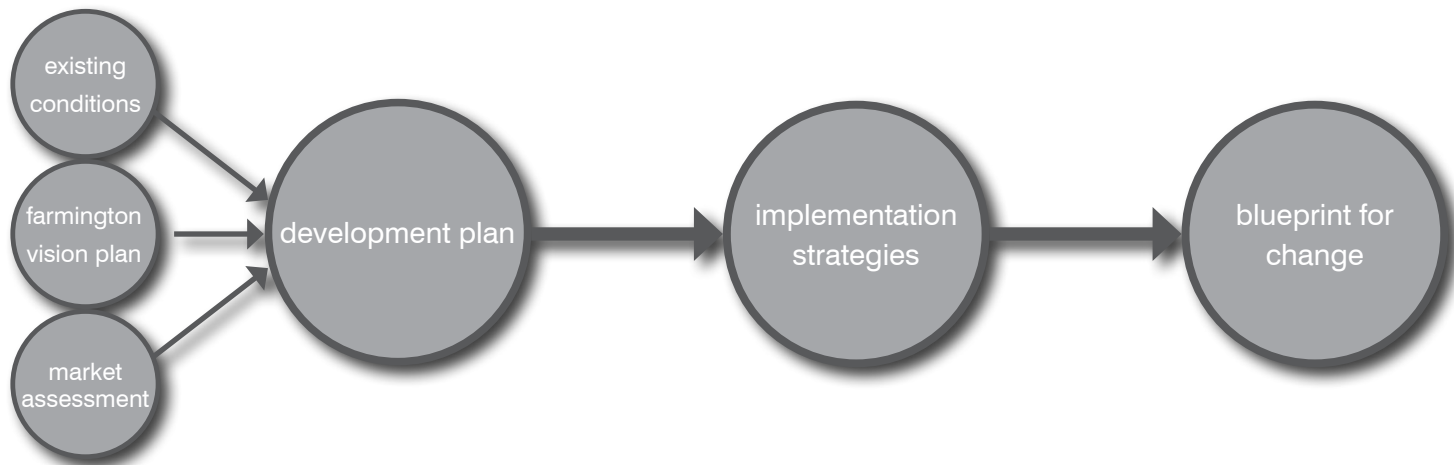 existing
conditions
farmington
vision plan
market
assessment
development plan
implementation
strategies
blueprint for
change